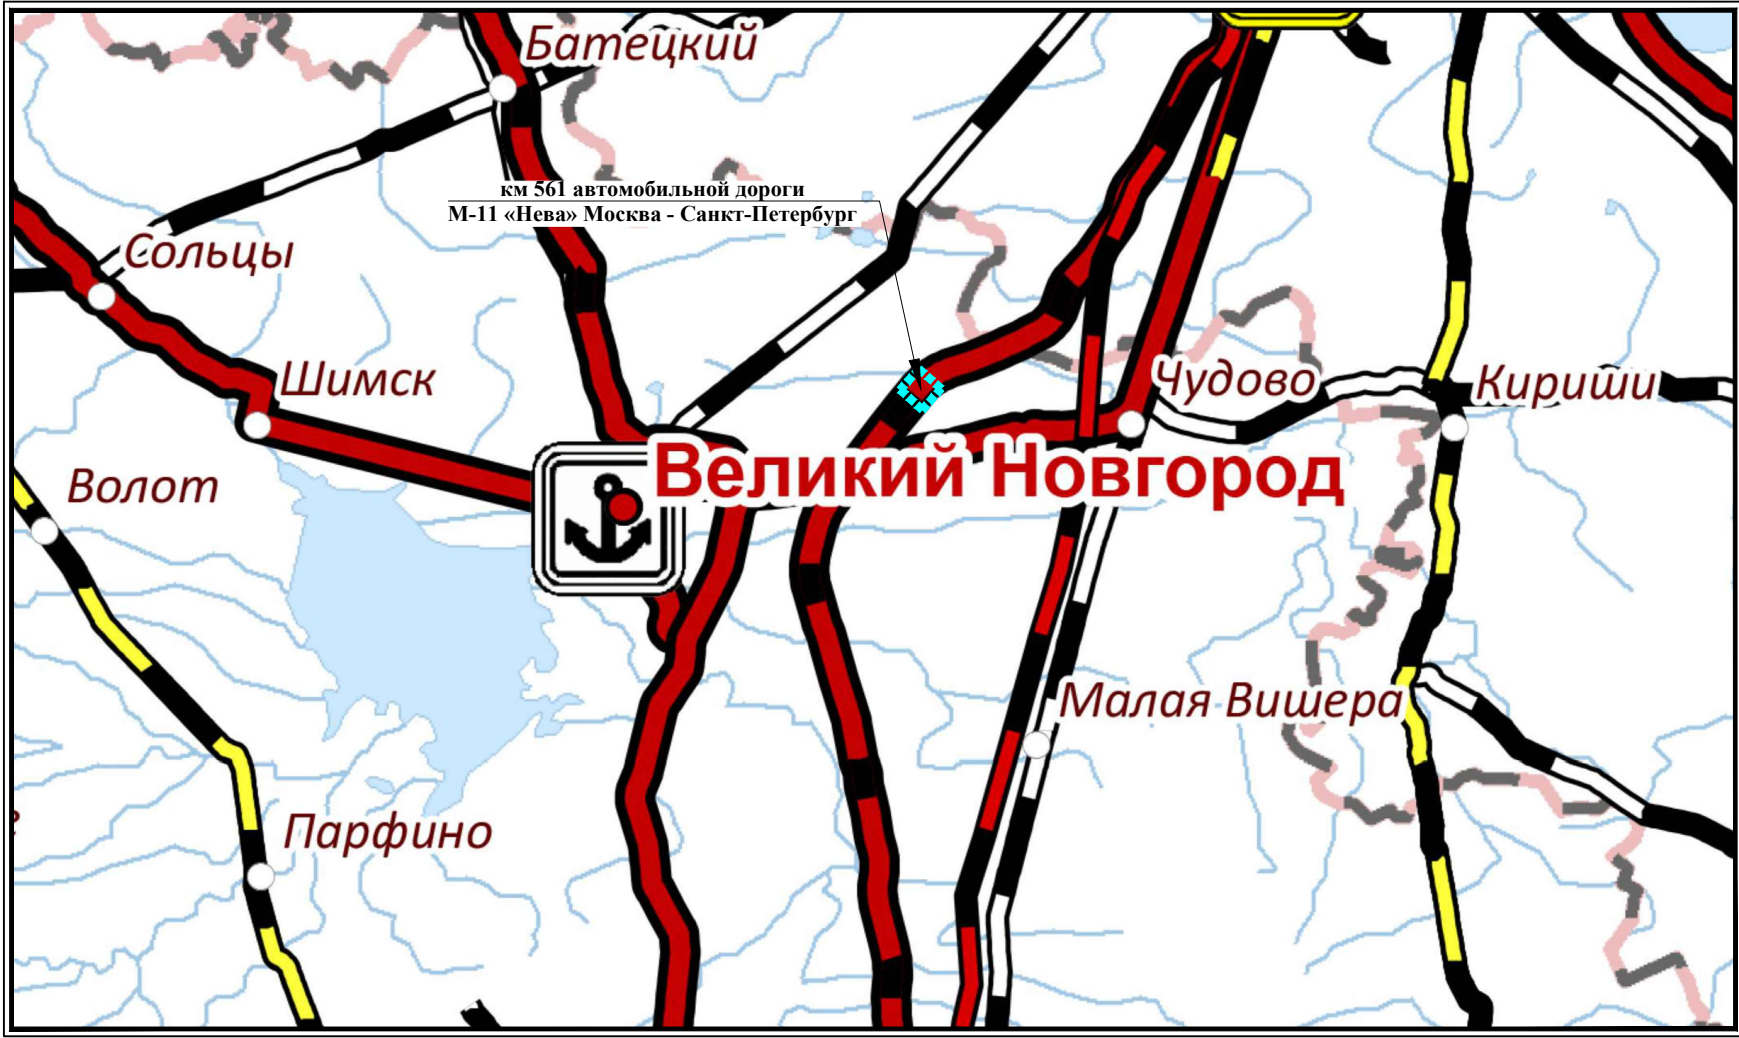 Батецкий
км 561 автомобильной дороги
М-11 «Нева» Москва - Санкт-Петербург
Сольцы
Шимск
Чудово
Кириши
Великий Новгород
Волот
Малая Вишера
Парфино